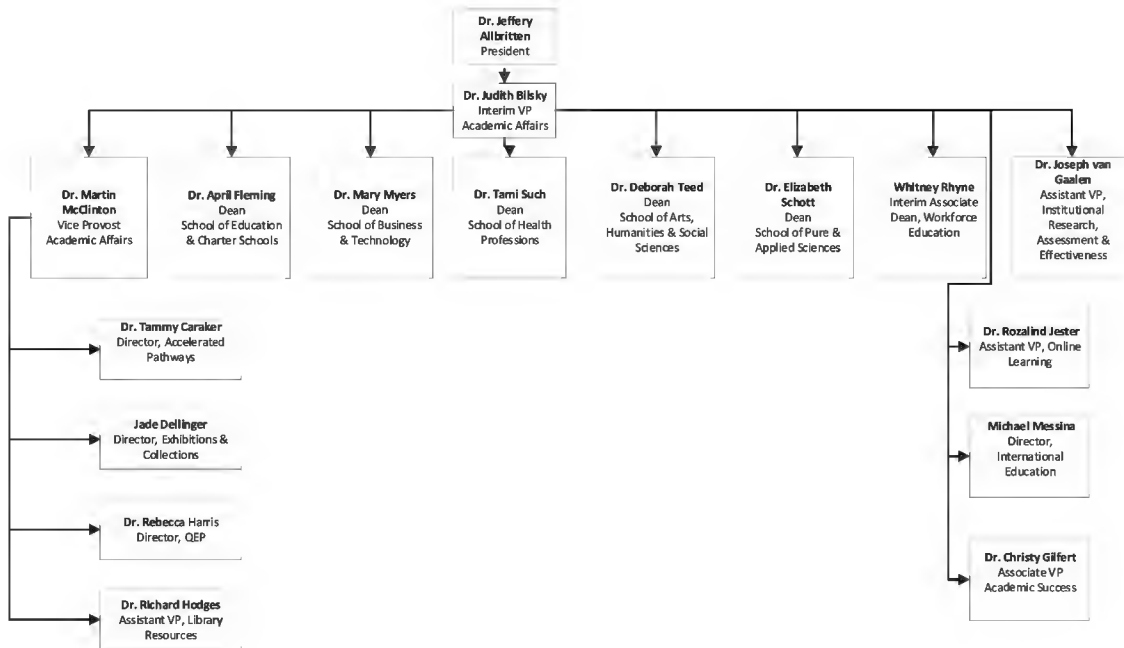 Dr. Jeffery
Allbritten
President
Dr. Judith Bilsky
Interim VP
Academic Affairs
Dr. Martin
McClinton
Vice Provost
Academic Affairs
Dr. April Fleming
Dean
School of Education
& Charter Schools
Dr. Mary Myers
Dean
School of Business
& Technology
Dr. Tami Such
Dean
School of Health
Professions
Dr. Deborah Teed
Dean
School of Arts,
Humanities & Social
Sciences
Dr. Elizabeth
Schott
Dean
School of Pure &
Applied Sciences
Whitney Rhyne
Interim Associate
Dean, Workforce
Education
Dr. Joseph van
Gaalen
Assistant VP,
Institutional
Research,
Assessment &
Effectiveness
Dr. Tammy Caraker
Director, Accelerated
Pathways
Jade Dellinger
Director, Exhibitions &
Collections
Dr. Rebecca Harris
Director, QEP
Dr. Richard Hodges
Assistant VP, Library
Resources
Dr. Rozalind Jester
Assistant VP, Online
Learning
Michael Messina
Director,
International
Education
Dr. Christy Gilfert
Associate VP
Academic Success